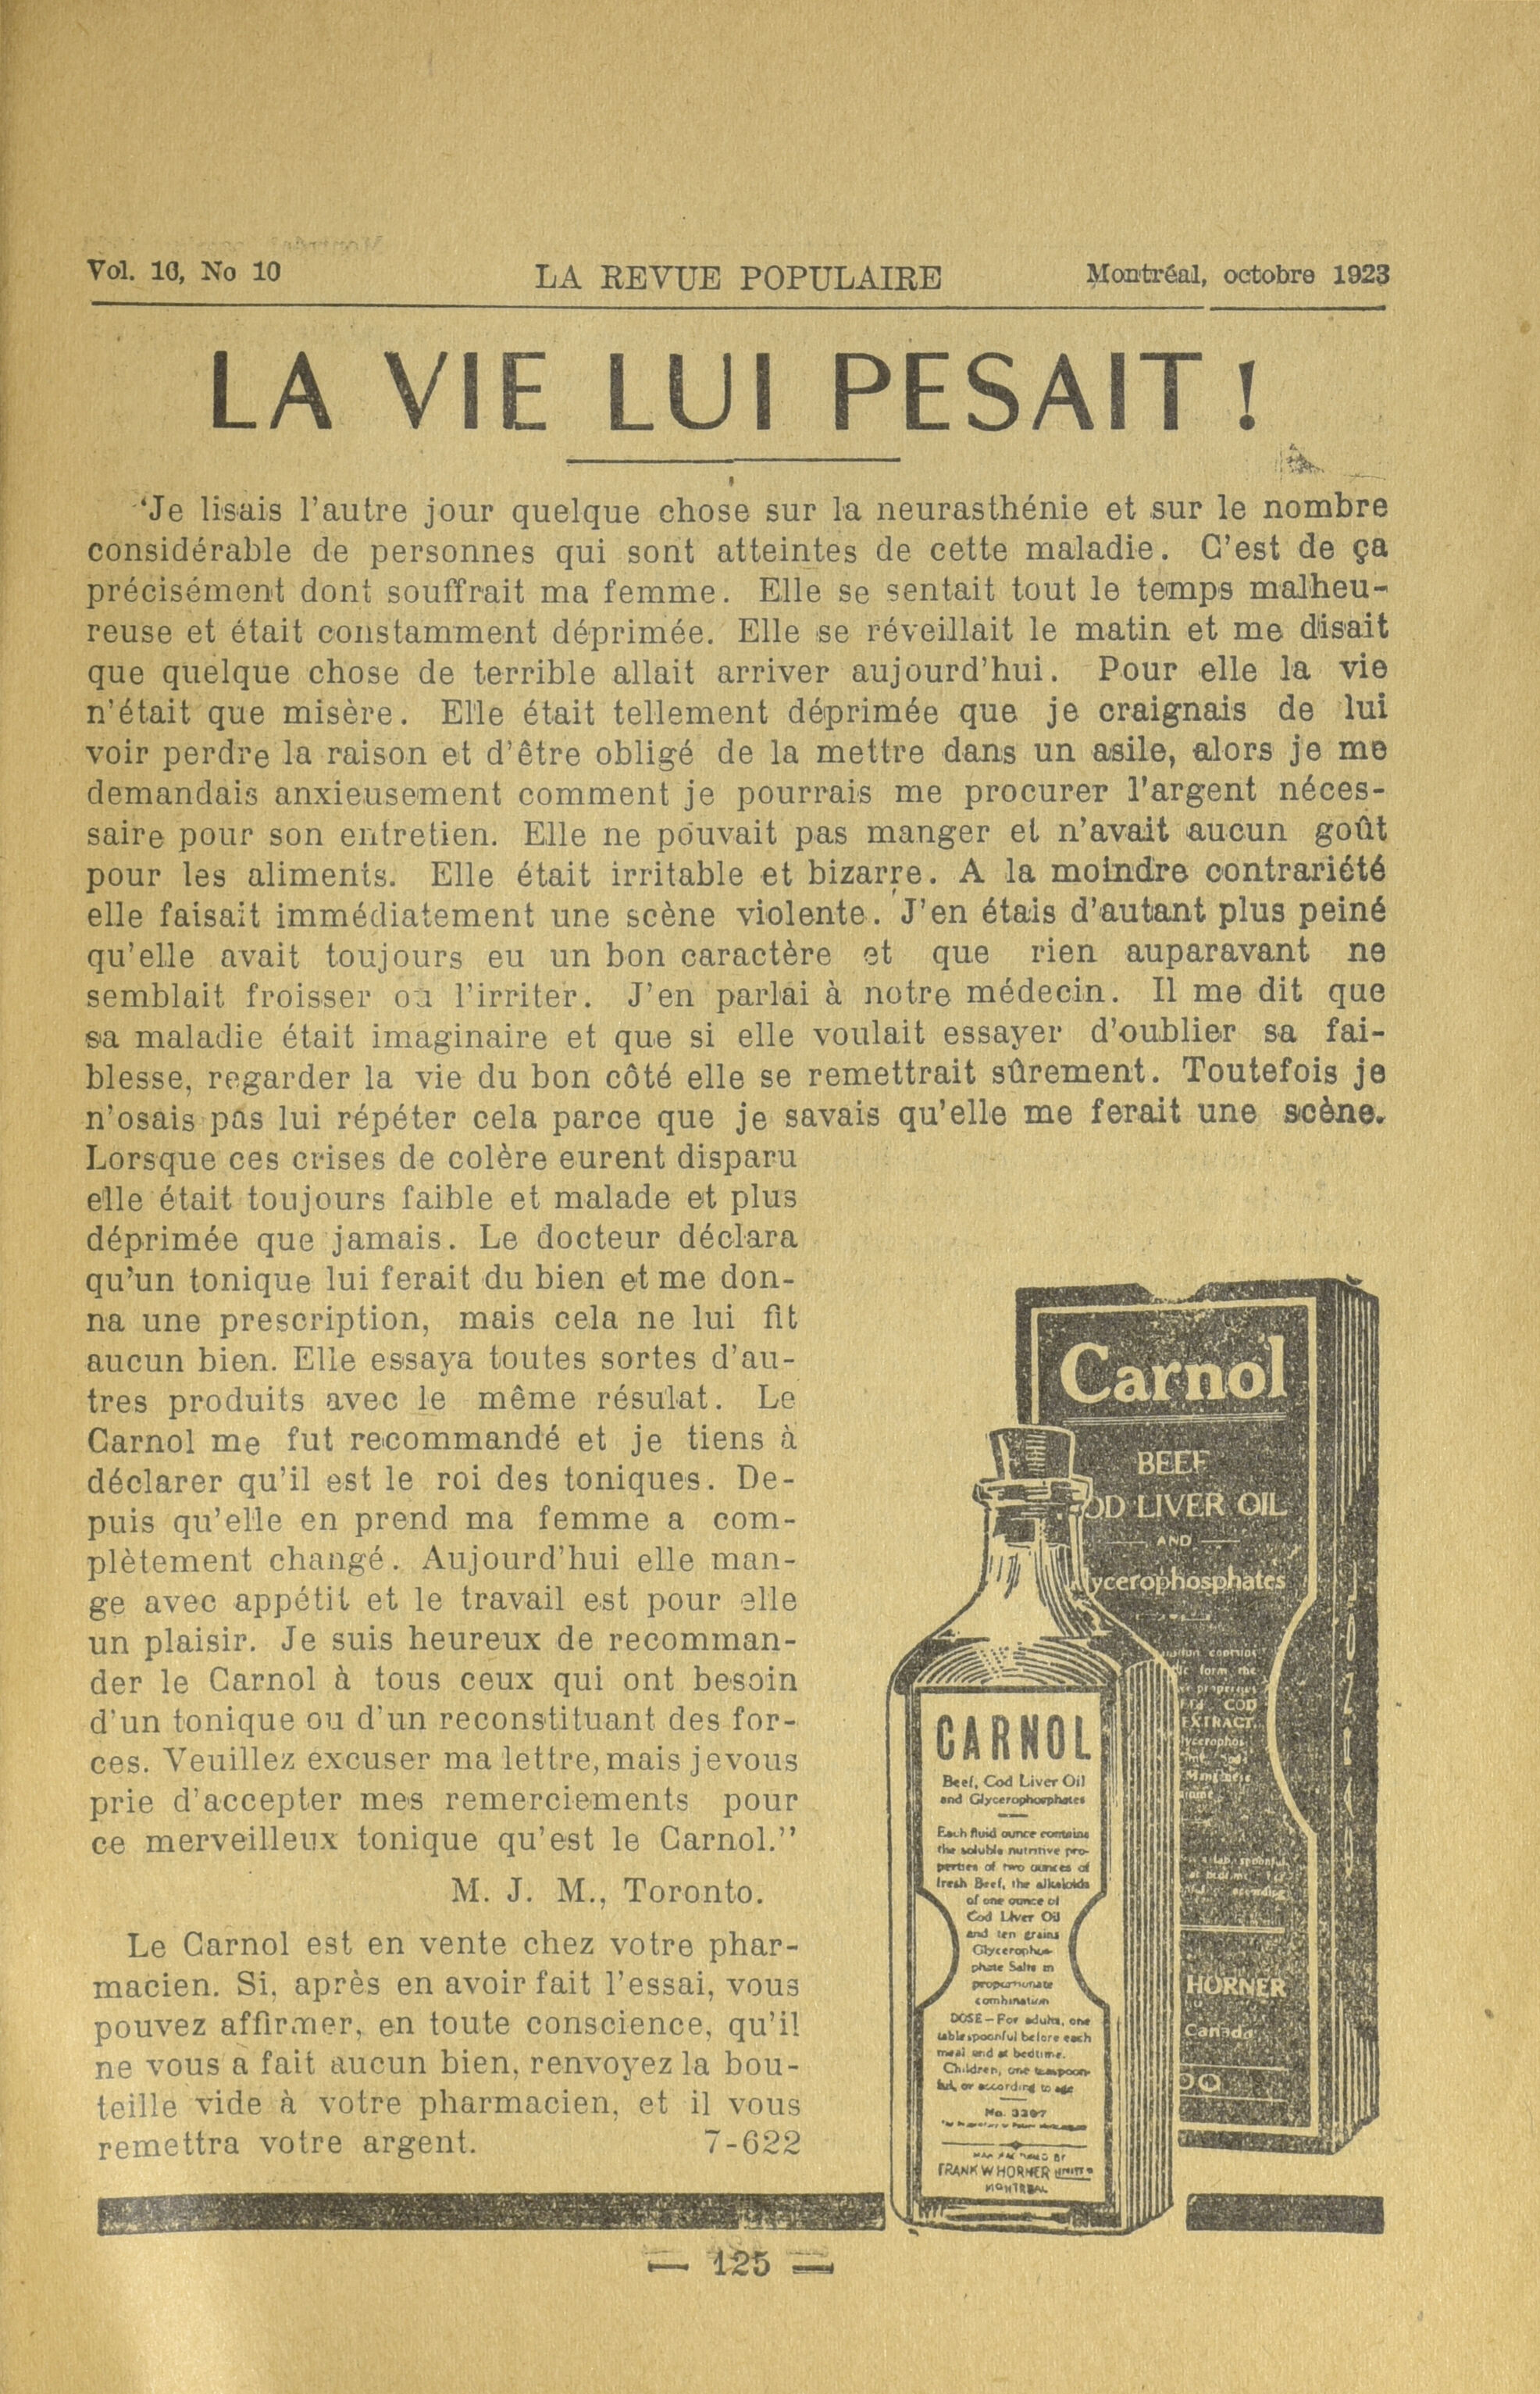 Vol. 16, No 10
LA REVUE POPULAIRE
Montréal, octobre 1923
LA VIE LUI PESAIT !
‘Je lisais l’autre jour quelque chose sur la neurasthénie et sur le nombre
considérable de personnes qui sont atteintes de cette maladie. C’est de ça
précisément dont souffrait ma femme. Elle se sentait tout le temps malheu-
reuse et était constamment déprimée. Elle se réveillait le matin et me disait
que quelque chose de terrible allait arriver aujourd’hui. Pour elle la vie
n’était que misère. Elle était tellement déprimée que je craignais de lui
voir perdre la raison et d’être obligé de la mettre dans un asile, alors je me
demandais anxieusement comment je pourrais me procurer l’argent néces-
saire pour son entretien. Elle ne pouvait pas manger et n’avait aucun goût
pour les aliments. Elle était irritable et bizarre. A la moindre contrariété
elle faisait immédiatement une scène violente. J’en étais d’autant plus peiné
qu’elle avait toujours eu un bon caractère et que rien auparavant ne
semblait froisser ou l’irriter. J’en parlai à notre médecin. Il me dit que
sa maladie était imaginaire et que si elle voulait essayer d’oublier sa fai-
blesse, regarder la vie du bon côté elle se remettrait sûrement. Toutefois je
n’osais pas lui répéter cela parce que je savais qu’elle me ferait une scène.
Lorsque ces crises de colère eurent disparu
elle était toujours faible et malade et plus
déprimée que jamais. Le docteur déclara
qu’un tonique lui ferait du bien et me don-
na une prescription, mais cela ne lui fit
aucun bien. Elle essaya toutes sortes d’au-
tres produits avec le même résulat. Le
Carnol me fut recommandé et je tiens à
déclarer qu’il est le roi des toniques. De-
puis qu’elle en prend ma femme a com-
plètement changé. Aujourd’hui elle man-
ge avec appétit et le travail est pour elle
un plaisir. Je suis heureux de recomman-
der le Carnol à tous ceux qui ont besoin
d’un tonique ou d’un reconstituant des for-
ces. Veuillez excuser ma lettre, mais je vous
prie d’accepter mes remerciements pour
ce merveilleux tonique qu’est le Carnol.”
M. J. M., Toronto.
Le Carnol est en vente chez votre phar-
macien. Si, après en avoir fait l’essai, vous
pouvez affirmer, en toute conscience, qu’il
ne vous a fait aucun bien, renvoyez la bou-
teille vide à votre pharmacien, et il vous
remettra votre argent. 7-622
Carnol
BEEF
OD LIVER OIL
AND
lycerophosphates
form the
COD
EXTRACT
HORNER
Canada
CARNOL
Beef, Cod Liver Oil
and Glycerophosphates
Each fluid ounce contains
the soluble nutritive pro-
perties of two ounces of
fresh Beef, the alkaloids
of one ounce of
Cod Liver Oil
and ten grains
Glycerophos-
phate Salts in
proportionate
combination
DOSE—For adults, one
tablespoonful before each
meal and at bedtime.
Children, one teaspoon-
ful, or according to age
No. 3307
FRANK W HORNER LIMITED
MONTREAL
— 125 —